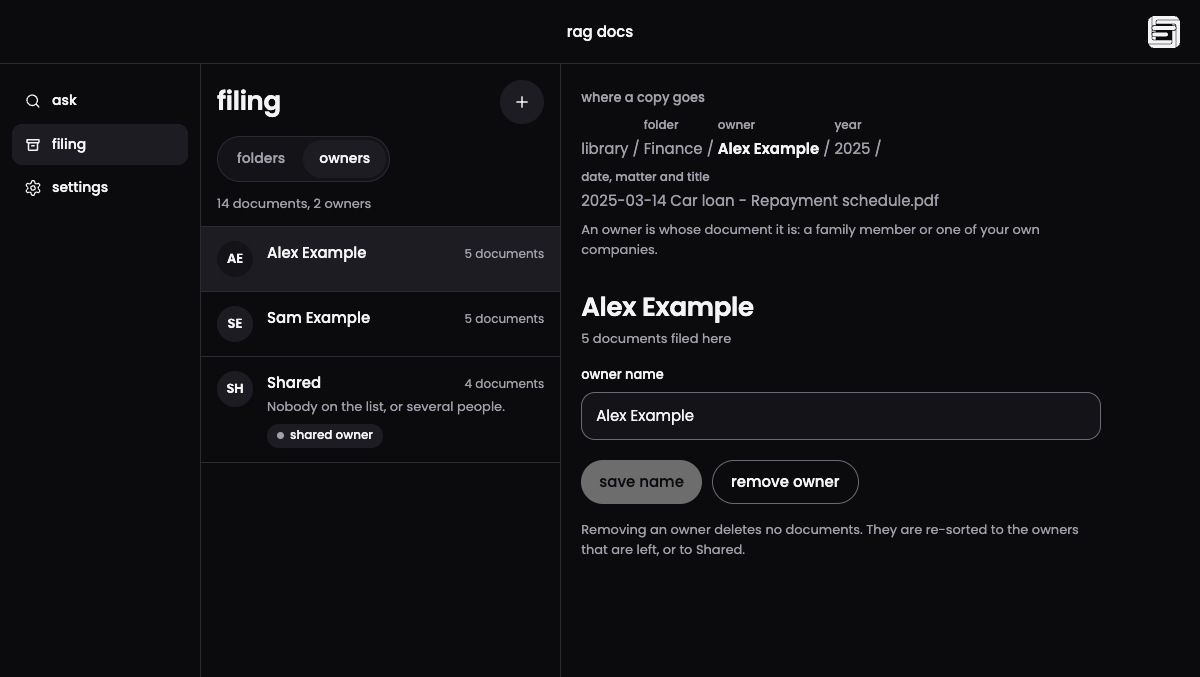 rag docs
ask
filing
settings
filing
+
folders
owners
14 documents, 2 owners
AE
Alex Example
5 documents
SE
Sam Example
5 documents
SH
Shared
4 documents
Nobody on the list, or several people.
shared owner
where a copy goes
folder
owner
year
library / Finance / Alex Example / 2025 /
date, matter and title
2025-03-14 Car loan - Repayment schedule.pdf
An owner is whose document it is: a family member or one of your own
companies.
Alex Example
5 documents filed here
owner name
Alex Example
save name
remove owner
Removing an owner deletes no documents. They are re-sorted to the owners
that are left, or to Shared.